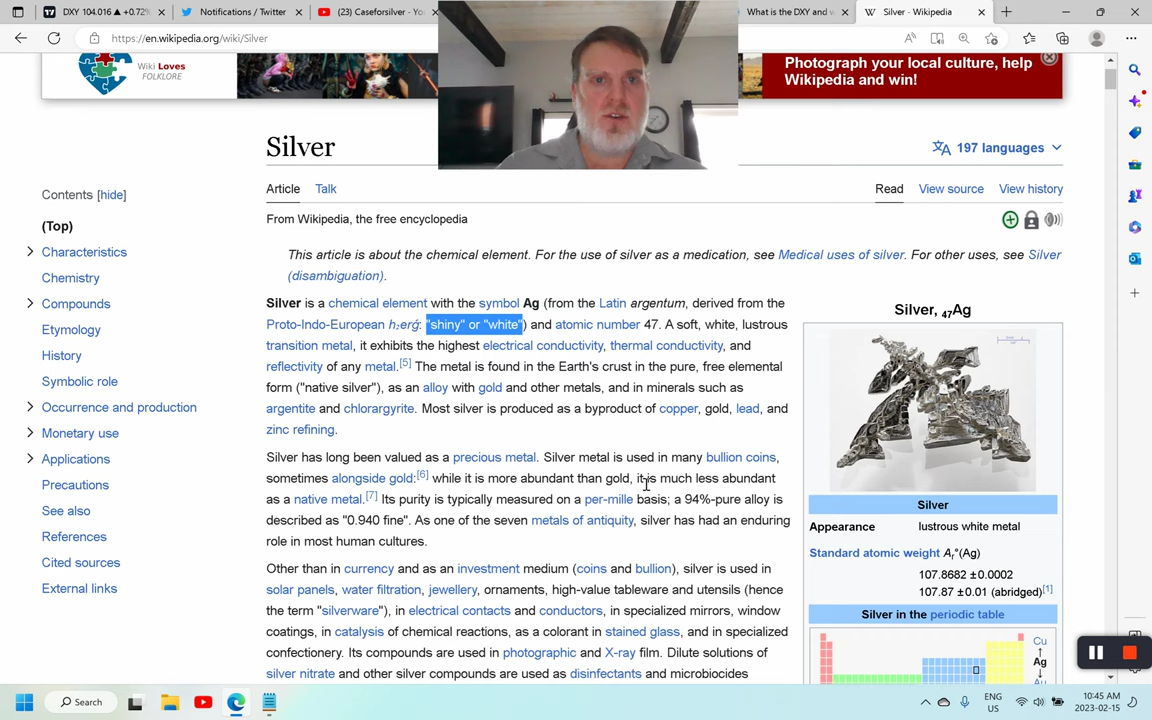 DXY 104.016 ▲ +0.72%
Notifications / Twitter
(23) Caseforsilver - Yo
What is the DXY and w
Silver - Wikipedia
https://en.wikipedia.org/wiki/Silver
Wiki Loves
FOLKLORE
Photograph your local culture, help
Wikipedia and win!
Silver
197 languages
Article
Talk
Read
View source
View history
From Wikipedia, the free encyclopedia
Contents [hide]
(Top)
Characteristics
Chemistry
Compounds
Etymology
History
Symbolic role
Occurrence and production
Monetary use
Applications
Precautions
See also
References
Cited sources
External links
This article is about the chemical element. For the use of silver as a medication, see Medical uses of silver. For other uses, see Silver
(disambiguation).
Silver is a chemical element with the symbol Ag (from the Latin argentum, derived from the
Proto-Indo-European h₂erǵ: "shiny" or "white") and atomic number 47. A soft, white, lustrous
transition metal, it exhibits the highest electrical conductivity, thermal conductivity, and
reflectivity of any metal.[5] The metal is found in the Earth's crust in the pure, free elemental
form ("native silver"), as an alloy with gold and other metals, and in minerals such as
argentite and chlorargyrite. Most silver is produced as a byproduct of copper, gold, lead, and
zinc refining.
Silver has long been valued as a precious metal. Silver metal is used in many bullion coins,
sometimes alongside gold:[6] while it is more abundant than gold, it is much less abundant
as a native metal.[7] Its purity is typically measured on a per-mille basis; a 94%-pure alloy is
described as "0.940 fine". As one of the seven metals of antiquity, silver has had an enduring
role in most human cultures.
Other than in currency and as an investment medium (coins and bullion), silver is used in
solar panels, water filtration, jewellery, ornaments, high-value tableware and utensils (hence
the term "silverware"), in electrical contacts and conductors, in specialized mirrors, window
coatings, in catalysis of chemical reactions, as a colorant in stained glass, and in specialized
confectionery. Its compounds are used in photographic and X-ray film. Dilute solutions of
silver nitrate and other silver compounds are used as disinfectants and microbiocides
Silver, ₄₇Ag
Silver
Appearance lustrous white metal
Standard atomic weight Aᵣ°(Ag)
107.8682 ±0.0002
107.87 ±0.01 (abridged)[1]
Silver in the periodic table
Cu
↑
Ag
↓
Au
Search
ENG
US
10:45 AM
2023-02-15